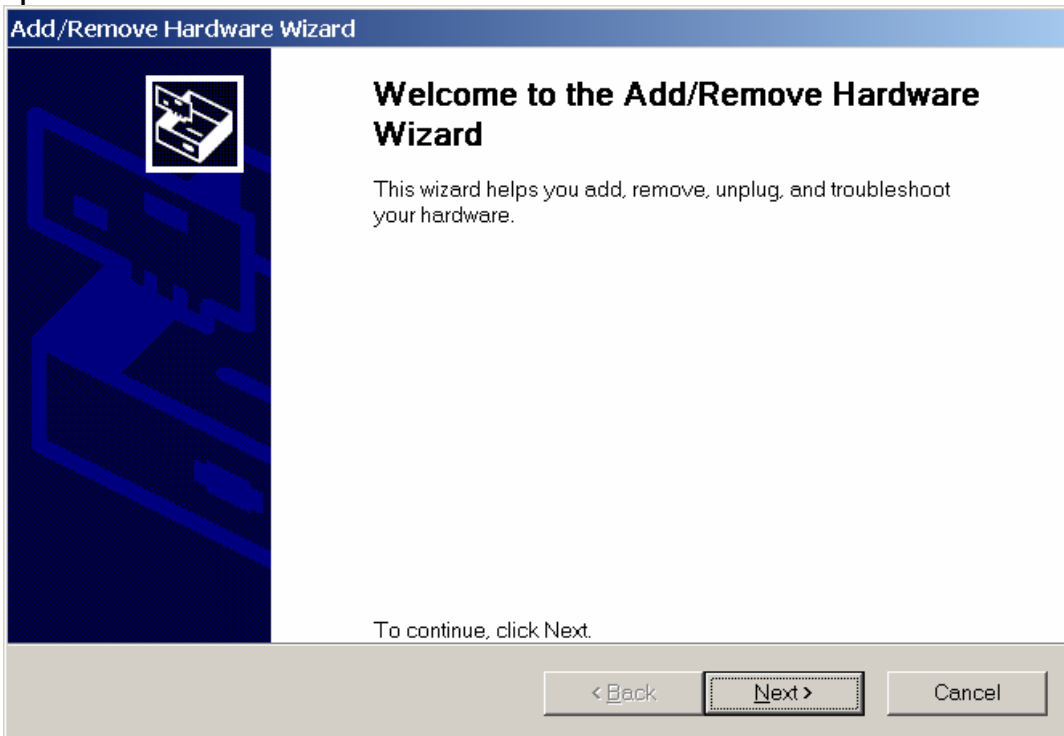 Add/Remove Hardware Wizard
Welcome to the Add/Remove Hardware
Wizard
This wizard helps you add, remove, unplug, and troubleshoot
your hardware.
To continue, click Next.
< Back
Next >
Cancel